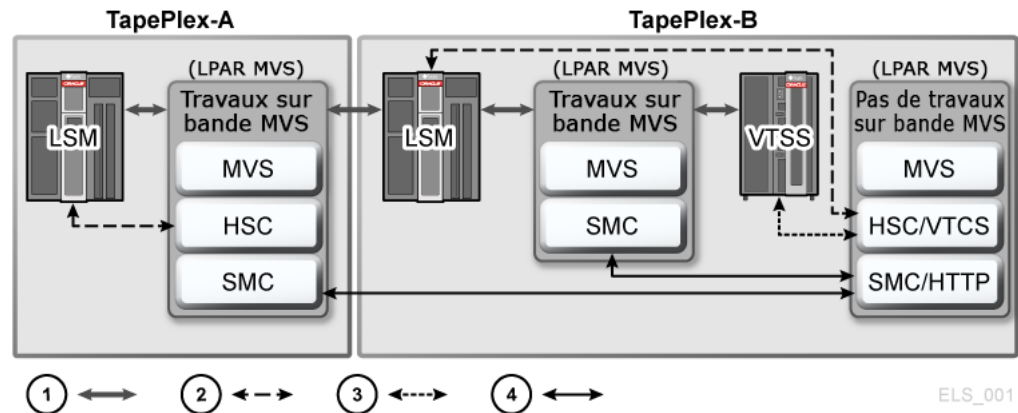 TapePlex-A
TapePlex-B
(LPAR MVS)
Travaux sur
bande MVS
LSM
MVS
HSC
SMC
(LPAR MVS)
Travaux sur
bande MVS
LSM
MVS
SMC
VTSS
(LPAR MVS)
Pas de travaux
sur bande MVS
MVS
HSC/VTCS
SMC/HTTP
1
2
3
4
ELS_001